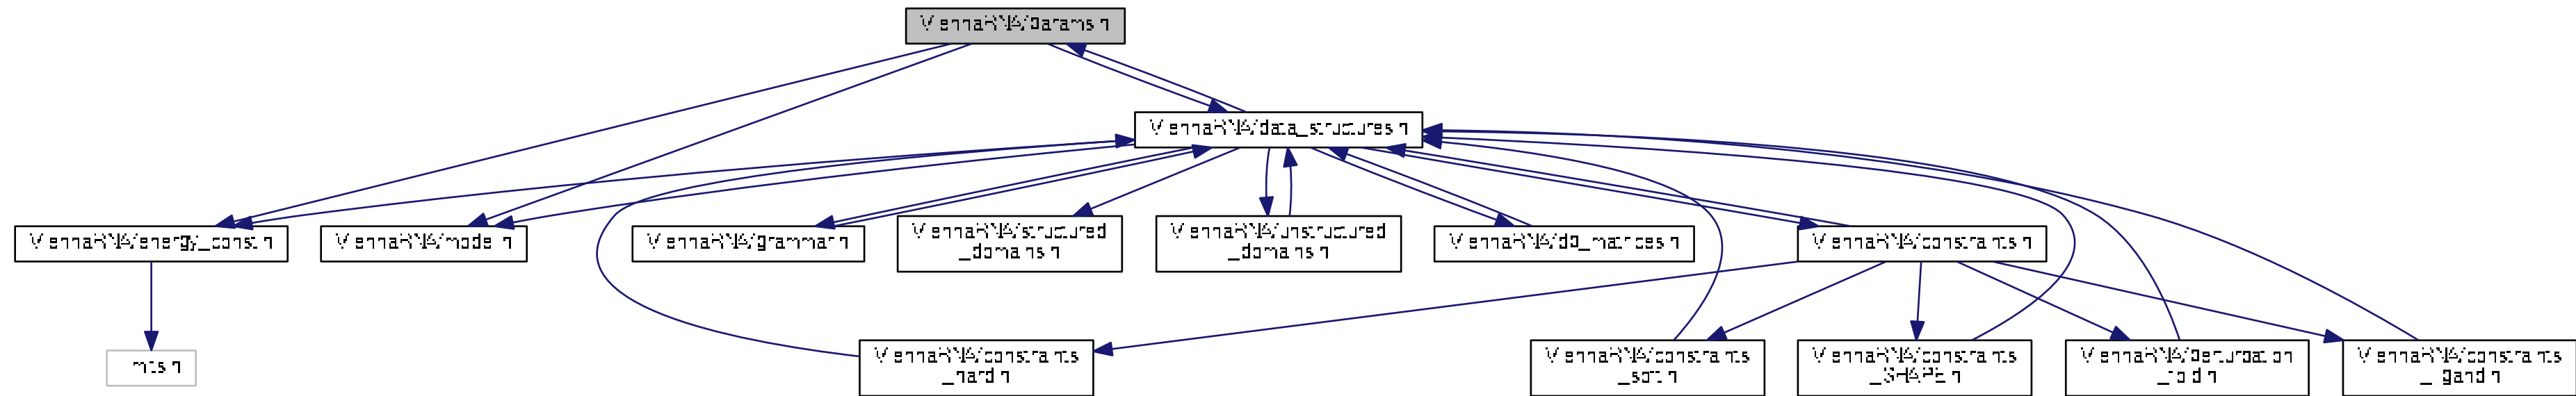 ViennaRNA/params.h
ViennaRNA/data_structures.h
ViennaRNA/energy_const.h
ViennaRNA/model.h
ViennaRNA/grammar.h
ViennaRNA/structured
_domains.h
ViennaRNA/unstructured
_domains.h
ViennaRNA/dp_matrices.h
ViennaRNA/constraints.h
limits.h
ViennaRNA/constraints
_hard.h
ViennaRNA/constraints
_soft.h
ViennaRNA/constraints
_SHAPE.h
ViennaRNA/perturbation
_fold.h
ViennaRNA/constraints
_ligand.h